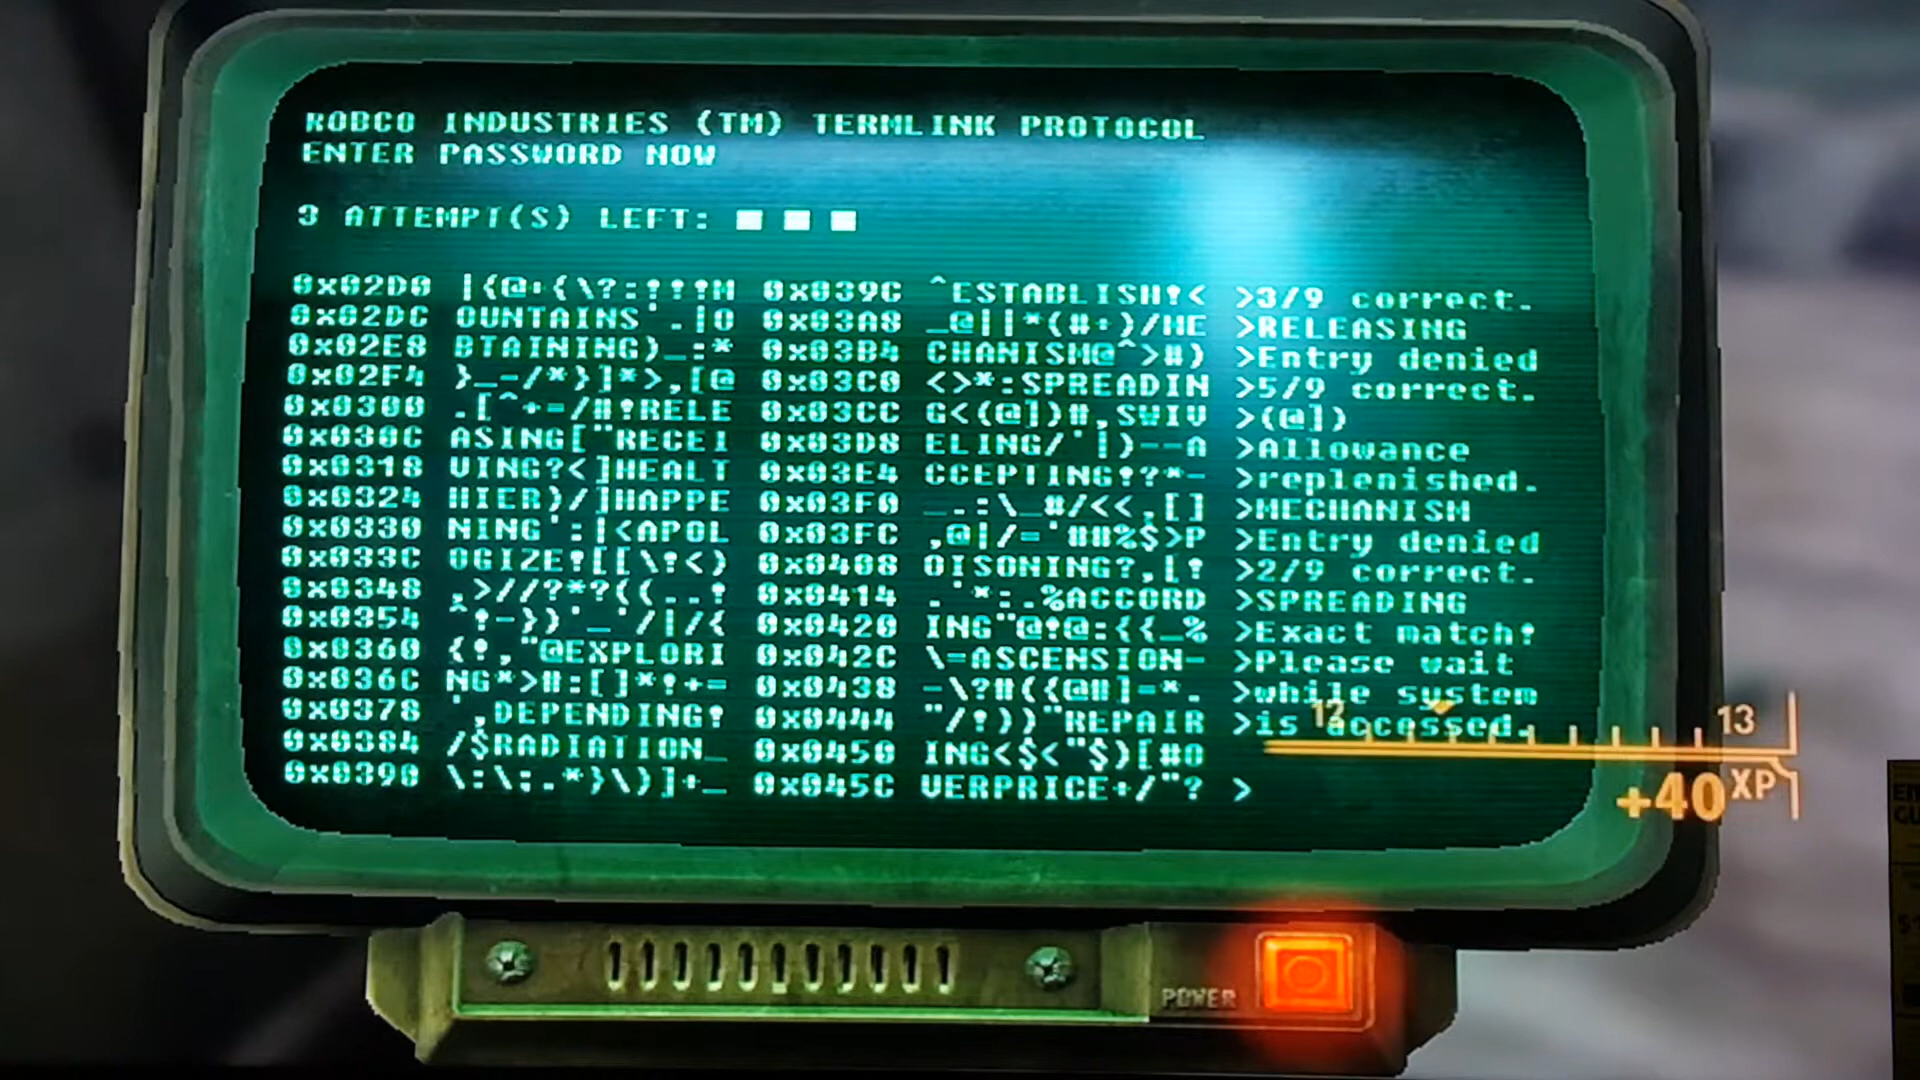 ROBCO INDUSTRIES (TM) TERMLINK PROTOCOL
ENTER PASSWORD NOW
3 ATTEMPT(S) LEFT: ■ ■ ■
0x02D0 |{@+{\?:!!!M 0x039C ^ESTABLISH!< >3/9 correct.
0x02DC OUNTAINS'.|O 0x03A8 _@||*(#+)/ME >RELEASING
0x02E8 BTAINING)_:* 0x03B4 CHANISM@^>#) >Entry denied
0x02F4 }_-/*}]*>,[@ 0x03C0 <>*:SPREADIN >5/9 correct.
0x0300 .[^+=/#!RELE 0x03CC G<(@])#,SWIV >(@])
0x030C ASING["RECEI 0x03D8 ELING/'|)--A >Allowance
0x0318 VING?<]HEALT 0x03E4 CCEPTING!?*- >replenished.
0x0324 HIER)/]HAPPE 0x03F0 _.:\_#/<<,[] >MECHANISM
0x0330 NING':|<APOL 0x03FC ,@|/='##%$>P >Entry denied
0x033C OGIZE![[\!<) 0x0408 OISONING?,[! >2/9 correct.
0x0348 ,>//?*?((..! 0x0414 .'*:.%ACCORD >SPREADING
0x0354 ^!-})'_'/|/{ 0x0420 ING"@!@:{{_% >Exact match!
0x0360 {!,"@EXPLORI 0x042C \=ASCENSION- >Please wait
0x036C NG*>#:[]*!+= 0x0438 -\?#({@#]=*. >while system
0x0378 ',DEPENDING! 0x0444 "/!))"REPAIR >is accessed.
0x0384 /$RADIATION_ 0x0450 ING<$<"$)[#O
0x0390 \:\;.*}\)]+_ 0x045C VERPRICE+/"? >
12 13
+40 XP
POWER